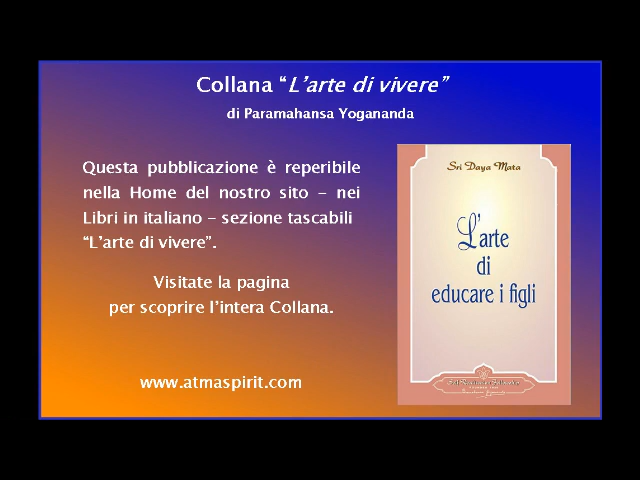 Collana “L’arte di vivere”
di Paramahansa Yogananda
Questa pubblicazione è reperibile
nella Home del nostro sito – nei
Libri in italiano – sezione tascabili
“L’arte di vivere”.
Visitate la pagina
per scoprire l’intera Collana.
www.atmaspirit.com
Sri Daya Mata
L’arte
di
educare i figli